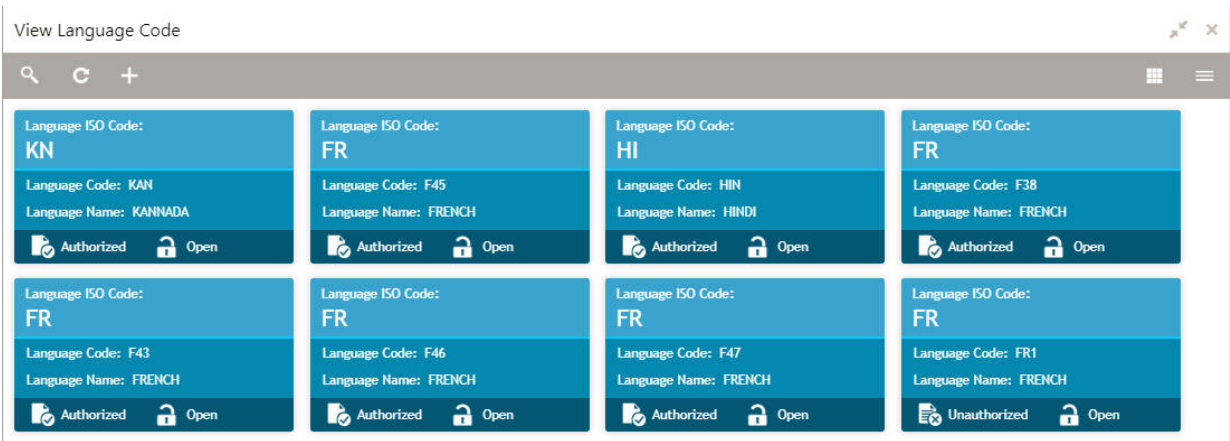 View Language Code
Language ISO Code:
KN
Language Code: KAN
Language Name: KANNADA
Authorized Open
Language ISO Code:
FR
Language Code: F45
Language Name: FRENCH
Authorized Open
Language ISO Code:
HI
Language Code: HIN
Language Name: HINDI
Authorized Open
Language ISO Code:
FR
Language Code: F38
Language Name: FRENCH
Authorized Open
Language ISO Code:
FR
Language Code: F43
Language Name: FRENCH
Authorized Open
Language ISO Code:
FR
Language Code: F46
Language Name: FRENCH
Authorized Open
Language ISO Code:
FR
Language Code: F47
Language Name: FRENCH
Authorized Open
Language ISO Code:
FR
Language Code: FR1
Language Name: FRENCH
Unauthorized Open